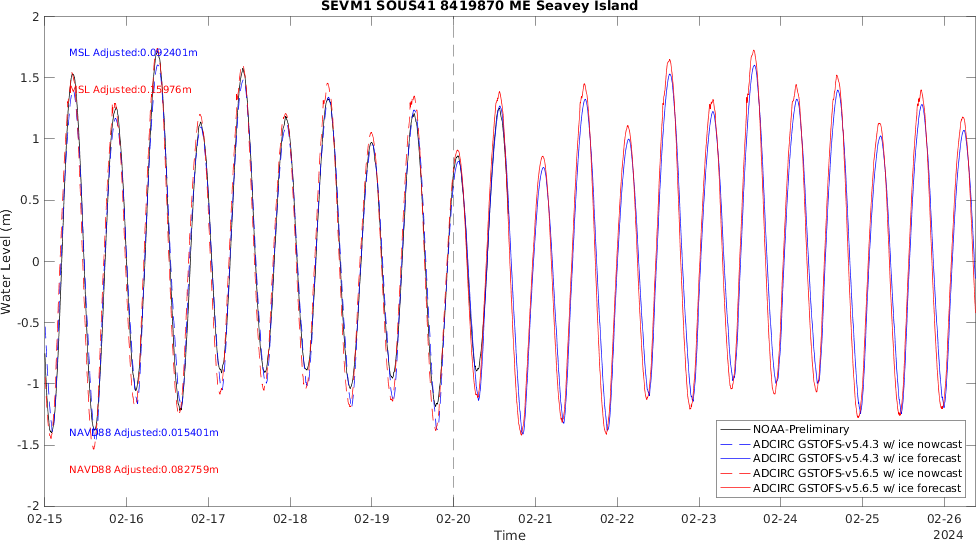 SEVM1 SOUS41 8419870 ME Seavey Island
2
1.5
1
0.5
0
-0.5
-1
-1.5
-2
Water Level (m)
MSL Adjusted:0.092401m
MSL Adjusted:0.15976m
NAVD88 Adjusted:0.015401m
NAVD88 Adjusted:0.082759m
NOAA-Preliminary
ADCIRC GSTOFS-v5.4.3 w/ ice nowcast
ADCIRC GSTOFS-v5.4.3 w/ ice forecast
ADCIRC GSTOFS-v5.6.5 w/ ice nowcast
ADCIRC GSTOFS-v5.6.5 w/ ice forecast
02-15 02-16 02-17 02-18 02-19 02-20 02-21 02-22 02-23 02-24 02-25 02-26
Time
2024